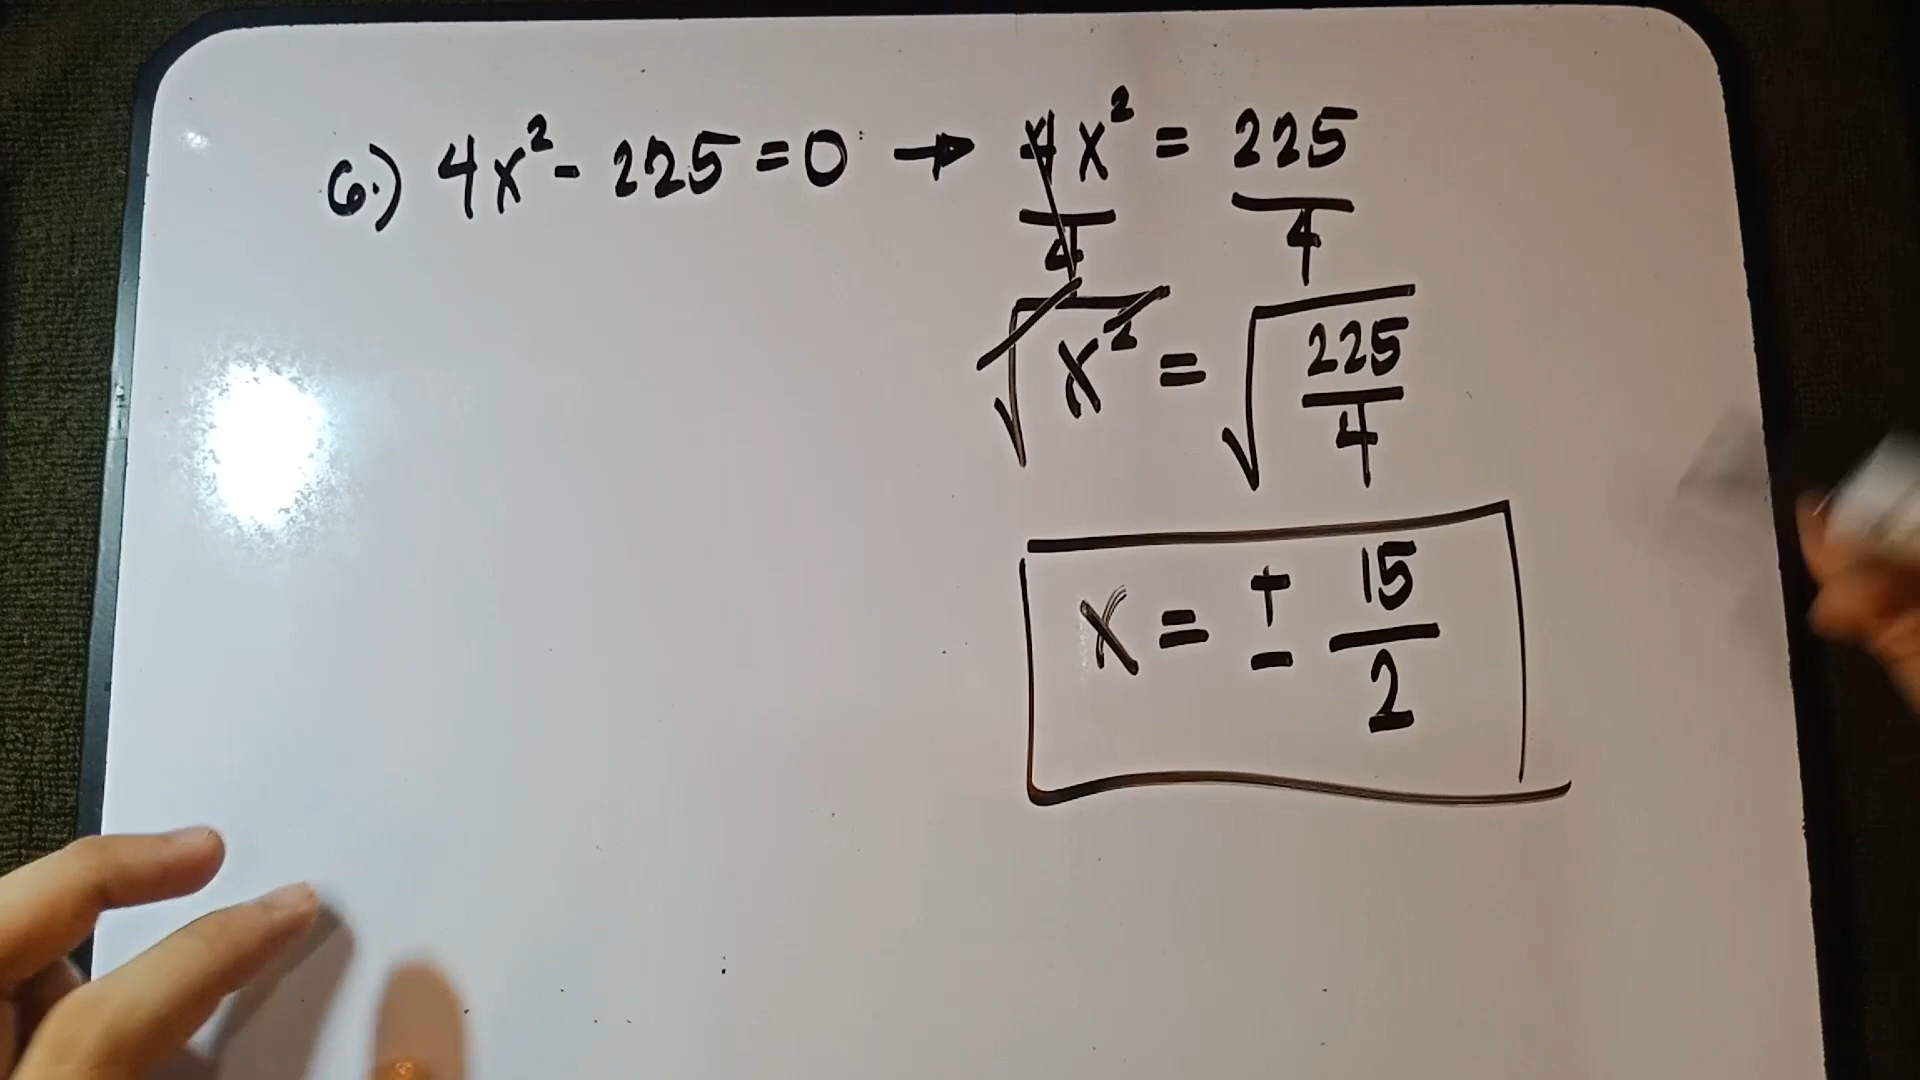 6.) 4x² - 225 = 0 → 4x² = 225
4 4
√x² = √225
4
x = ± 15
2